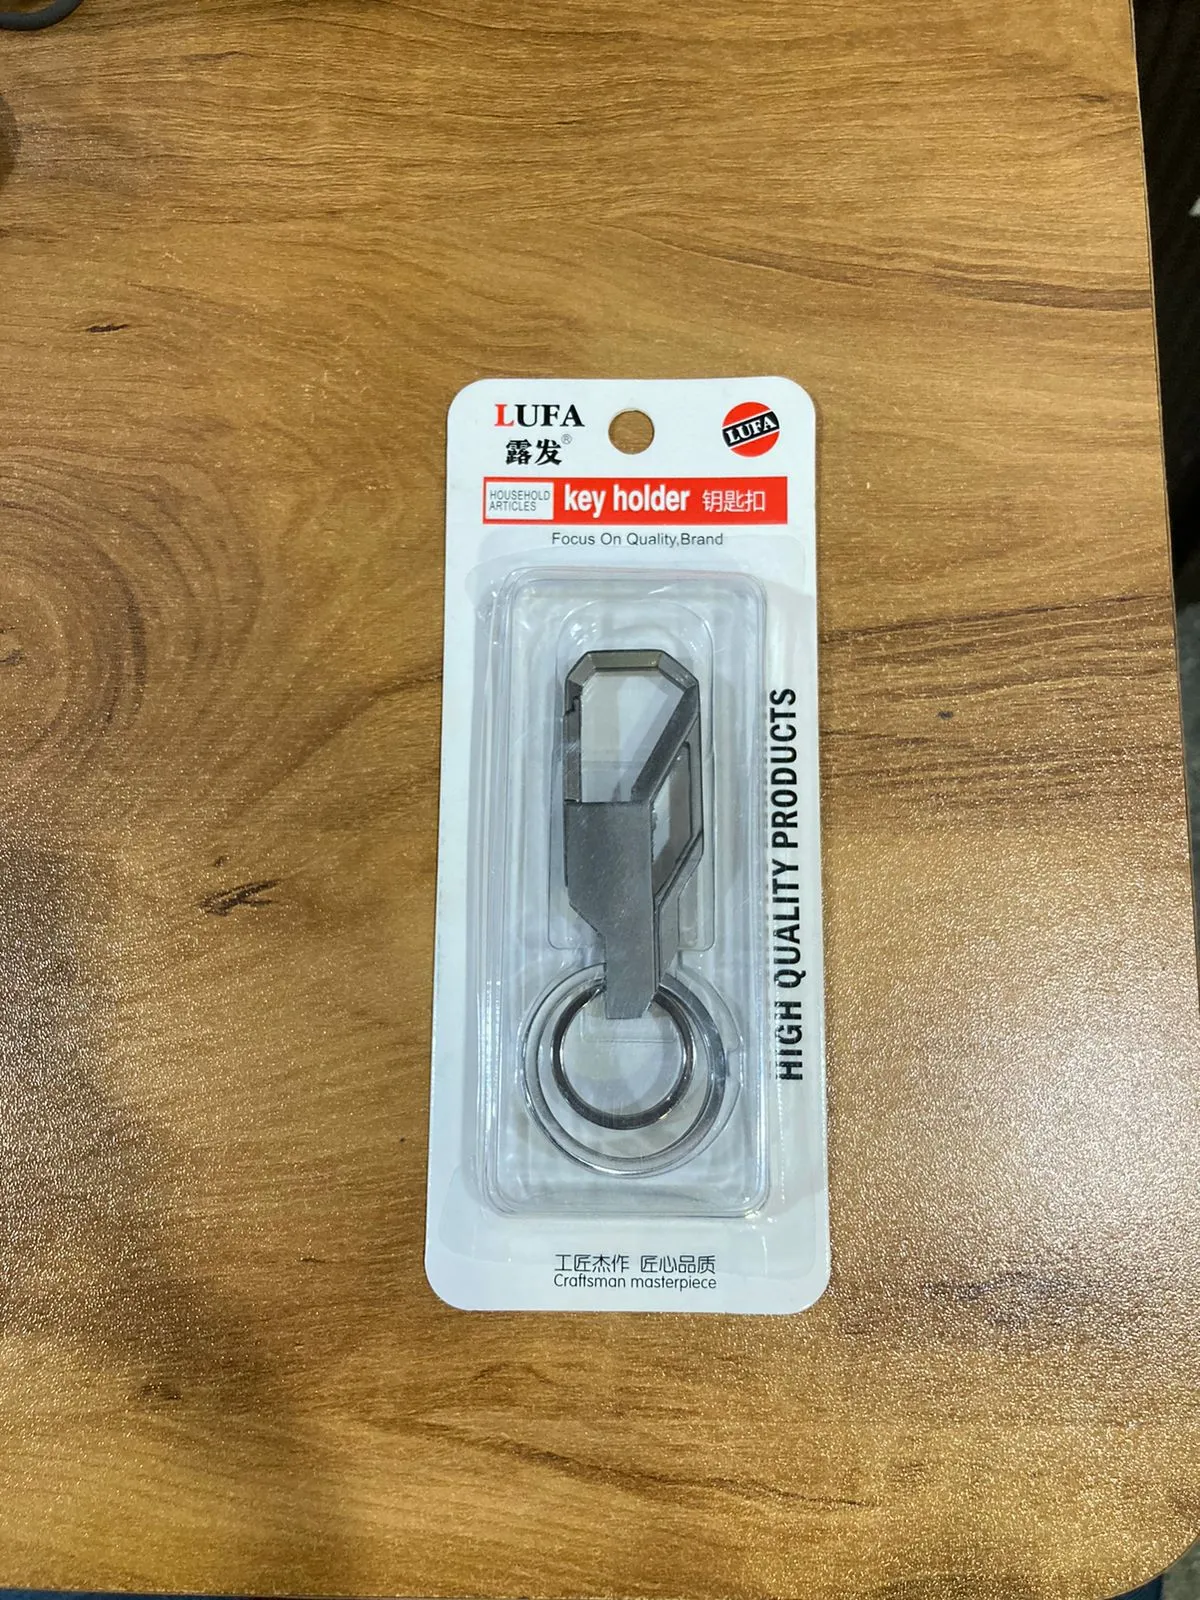 LUFA
露发®
LUFA
HOUSEHOLD
ARTICLES
key holder 钥匙扣
Focus On Quality,Brand
HIGH QUALITY PRODUCTS
工匠杰作 匠心品质
Craftsman masterpiece